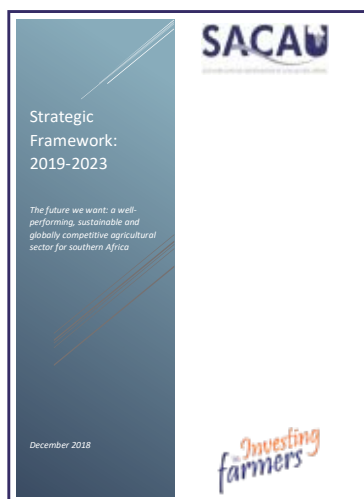 SACAU
Strategic
Framework:
2019-2023
The future we want: a well-
performing, sustainable and
globally competitive agricultural
sector for southern Africa
December 2018
Investing
farmers